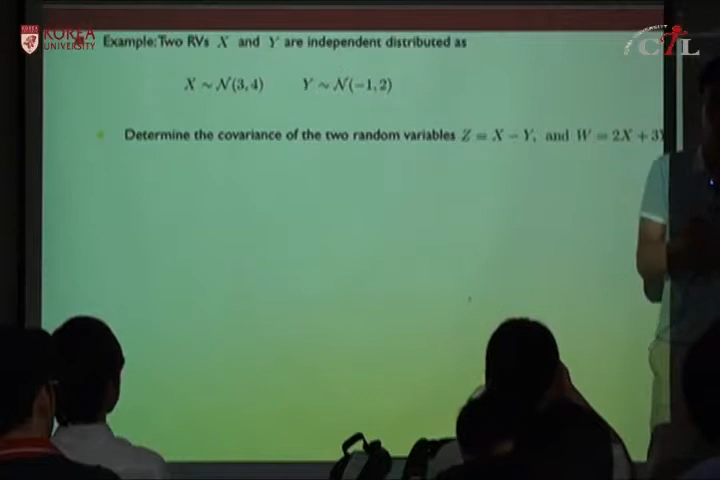 KOREA
UNIVERSITY
Example: Two RVs X and Y are independent distributed as
X ~ N(3, 4) Y ~ N(−1, 2)
Determine the covariance of the two random variables Z = X − Y, and W = 2X + 3Y